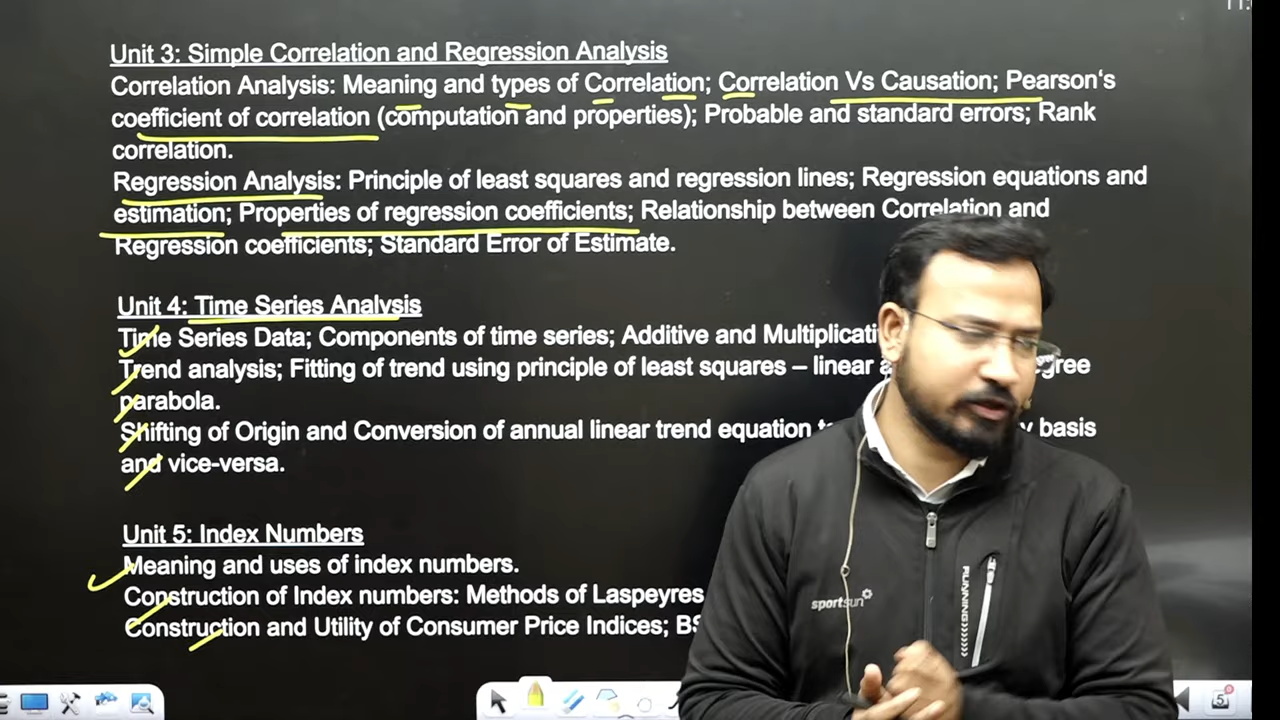 Unit 3: Simple Correlation and Regression Analysis
Correlation Analysis: Meaning and types of Correlation; Correlation Vs Causation; Pearson‘s
coefficient of correlation (computation and properties); Probable and standard errors; Rank
correlation.
Regression Analysis: Principle of least squares and regression lines; Regression equations and
estimation; Properties of regression coefficients; Relationship between Correlation and
Regression coefficients; Standard Error of Estimate.
Unit 4: Time Series Analysis
Time Series Data; Components of time series; Additive and
Trend analysis; Fitting of trend using principle of least squares – linear
parabola.
Shifting of Origin and Conversion of annual linear trend equation basis
and vice-versa.
Unit 5: Index Numbers
Meaning and uses of index numbers.
Construction of Index numbers: Methods of Laspeyres
Construction and Utility of Consumer Price Indices;
sportsun
RUNNING
5